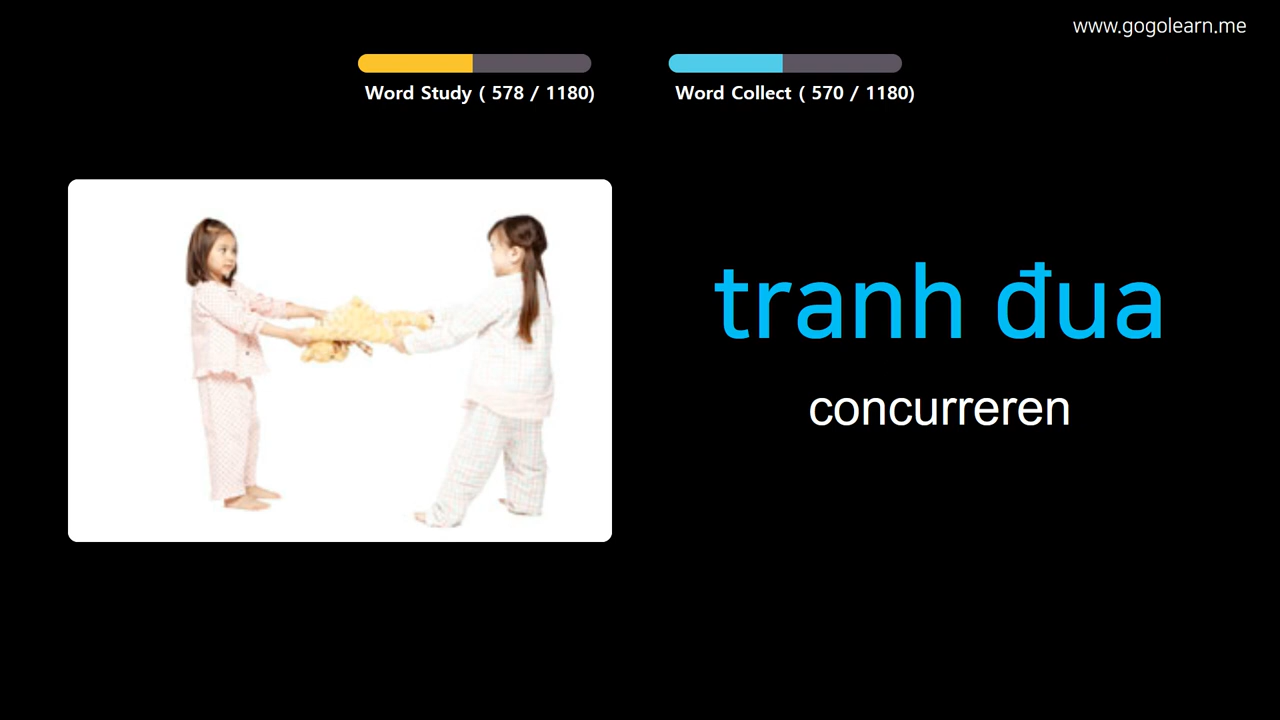 www.gogolearn.me
Word Study ( 578 / 1180)
Word Collect ( 570 / 1180)
tranh đua
concurreren